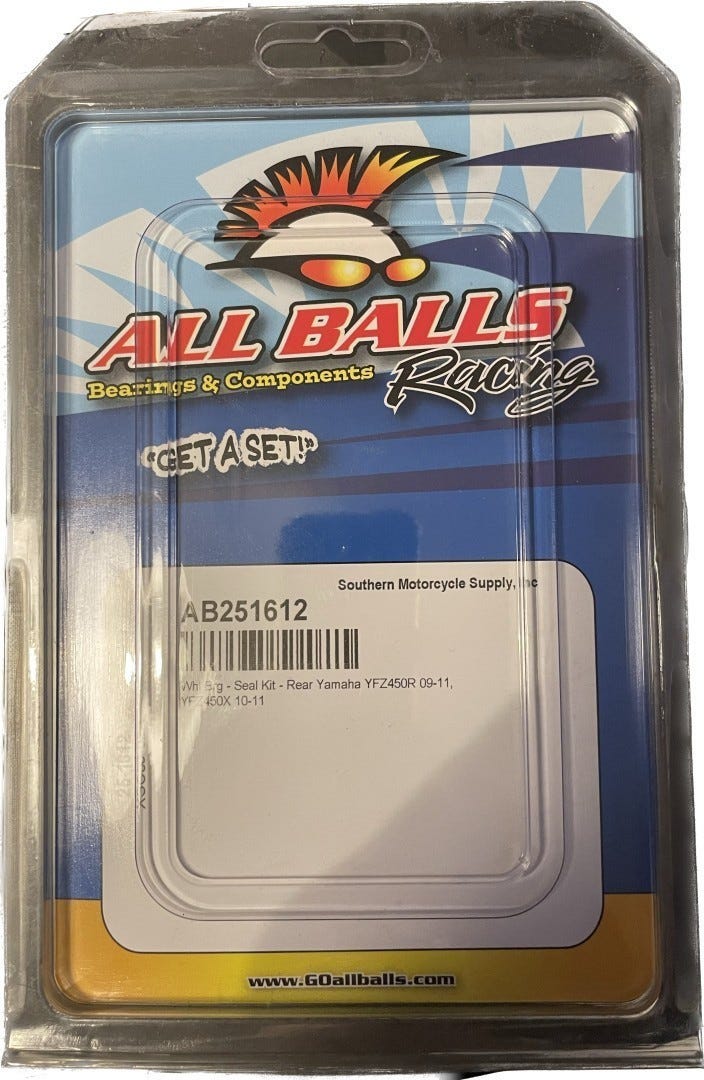 ALL BALLS
Bearings & Components Racing
"GET A SET!"
Southern Motorcycle Supply, Inc
AB251612
Whl Brg - Seal Kit - Rear Yamaha YFZ450R 09-11,
YFZ450X 10-11
www.GOallballs.com